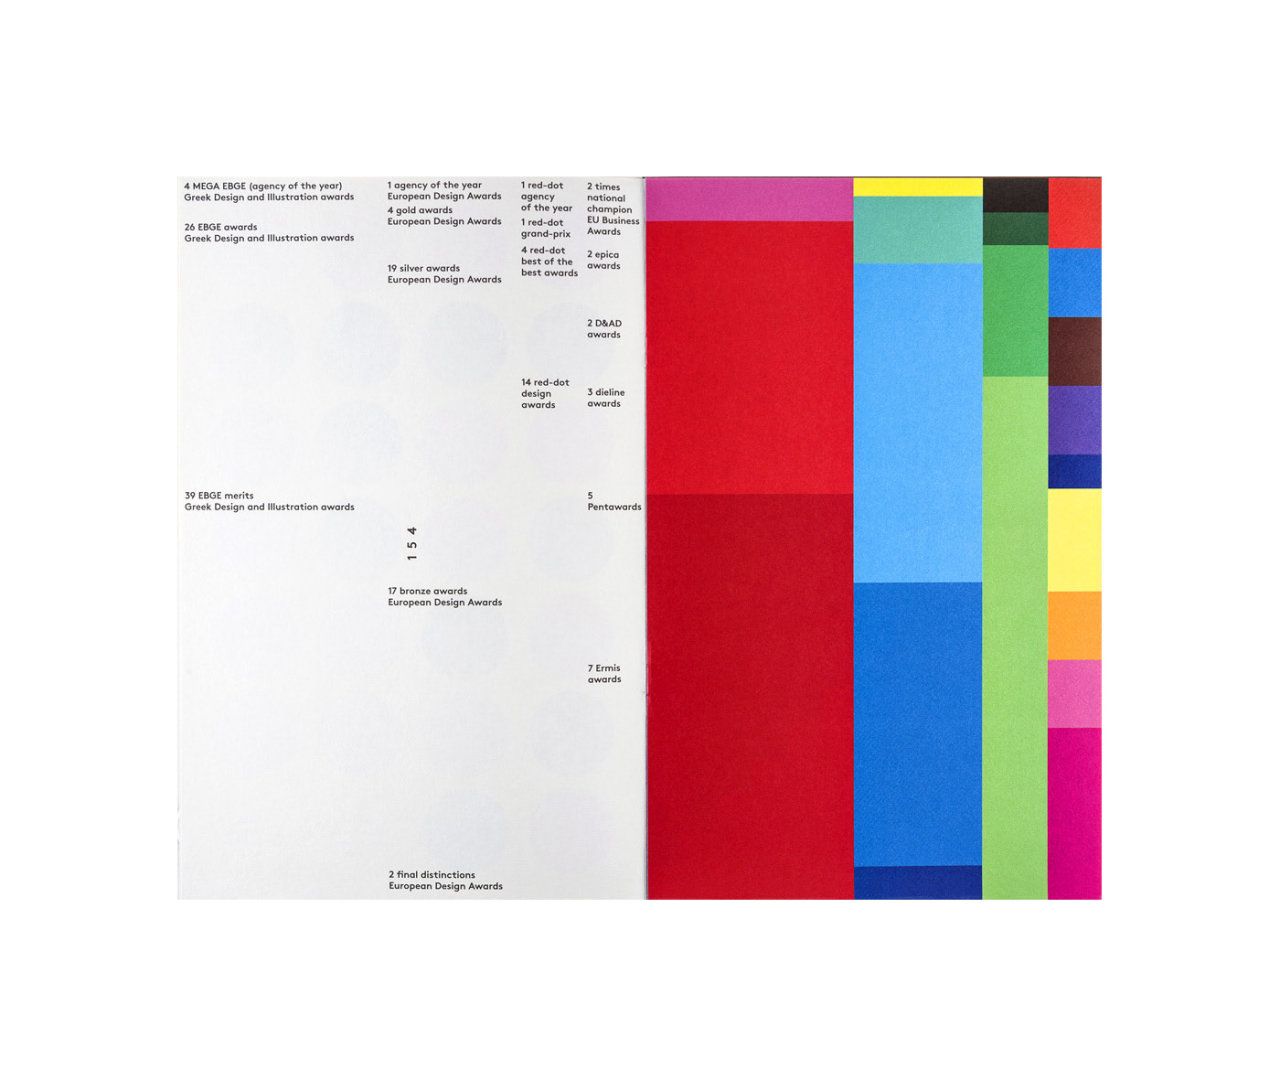 4 MEGA EBGE (agency of the year)
Greek Design and Illustration awards
26 EBGE awards
Greek Design and Illustration awards
39 EBGE merits
Greek Design and Illustration awards
1 agency of the year
European Design Awards
4 gold awards
European Design Awards
19 silver awards
European Design Awards
154
17 bronze awards
European Design Awards
2 final distinctions
European Design Awards
1 red-dot
agency
of the year
1 red-dot
grand-prix
4 red-dot
best of the
best awards
14 red-dot
design
awards
2 times
national
champion
EU Business
Awards
2 epica
awards
2 D&AD
awards
3 dieline
awards
5
Pentawards
7 Ermis
awards